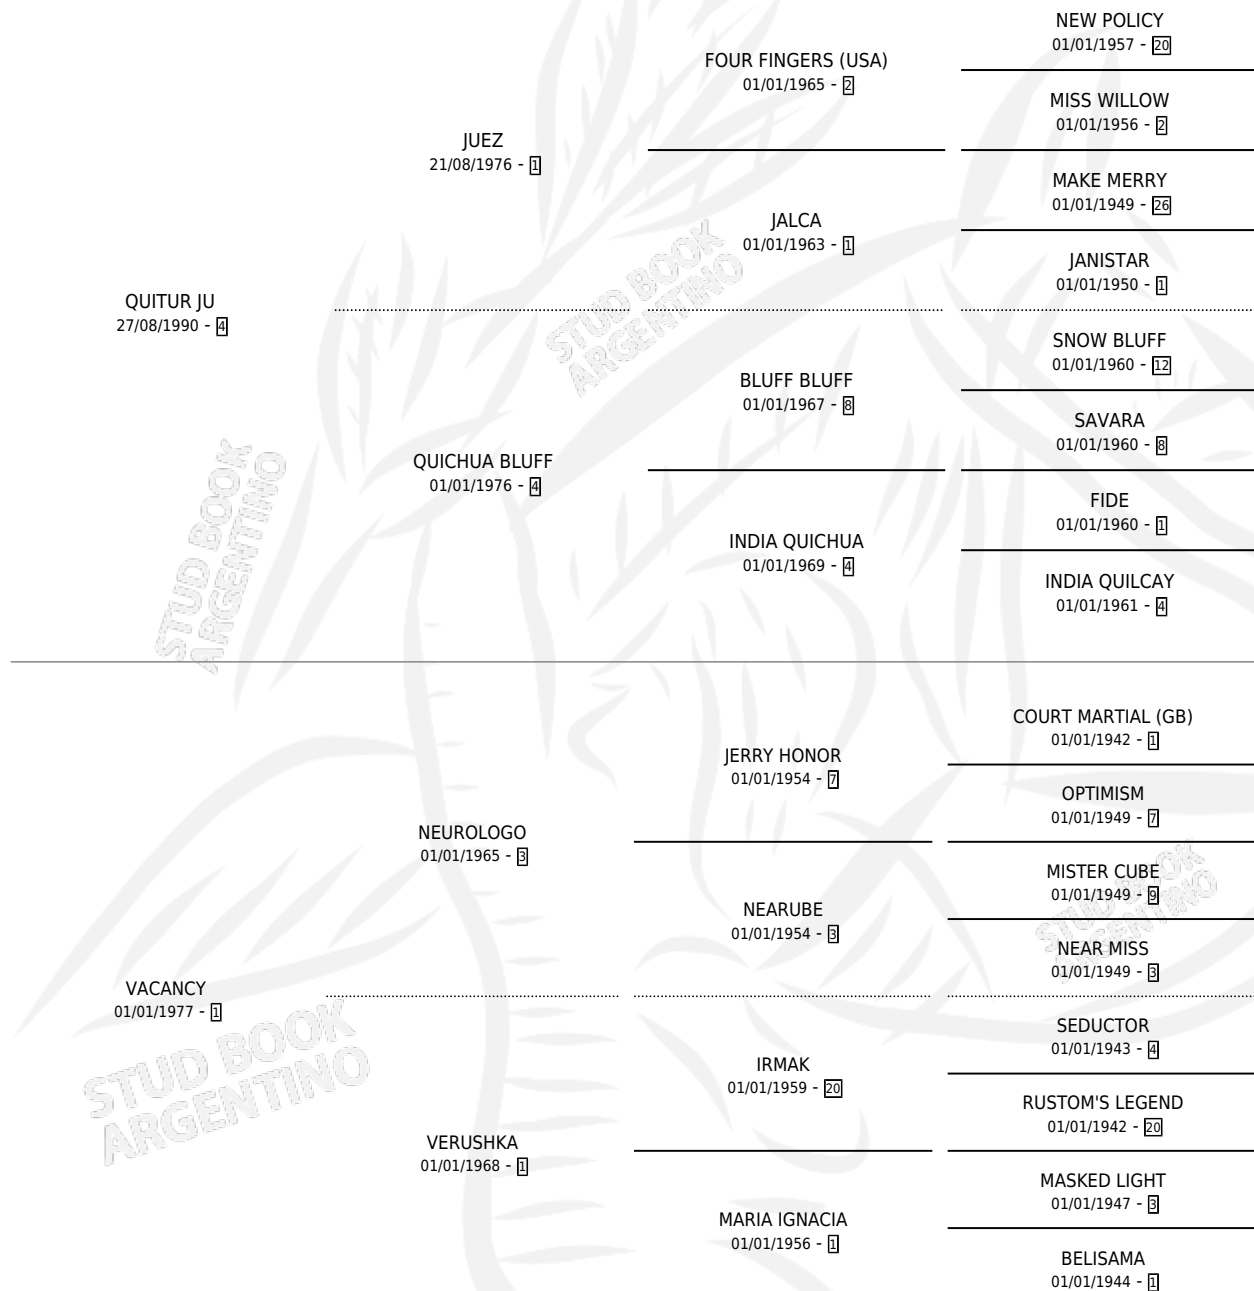 NEW POLICY
01/01/1957 - 20
FOUR FINGERS (USA)
01/01/1965 - 2
MISS WILLOW
01/01/1956 - 2
JUEZ
21/08/1976 - 1
MAKE MERRY
01/01/1949 - 26
JALCA
01/01/1963 - 1
JANISTAR
01/01/1950 - 1
QUITUR JU
27/08/1990 - 4
SNOW BLUFF
01/01/1960 - 12
BLUFF BLUFF
01/01/1967 - 8
SAVARA
01/01/1960 - 8
QUICHUA BLUFF
01/01/1976 - 4
FIDE
01/01/1960 - 1
INDIA QUICHUA
01/01/1969 - 4
INDIA QUILCAY
01/01/1961 - 4
COURT MARTIAL (GB)
01/01/1942 - 1
JERRY HONOR
01/01/1954 - 7
OPTIMISM
01/01/1949 - 7
NEUROLOGO
01/01/1965 - 3
MISTER CUBE
01/01/1949 - 9
NEARUBE
01/01/1954 - 3
NEAR MISS
01/01/1949 - 3
VACANCY
01/01/1977 - 1
SEDUCTOR
01/01/1943 - 4
IRMAK
01/01/1959 - 20
RUSTOM'S LEGEND
01/01/1942 - 20
VERUSHKA
01/01/1968 - 1
MASKED LIGHT
01/01/1947 - 3
MARIA IGNACIA
01/01/1956 - 1
BELISAMA
01/01/1944 - 1
STUD BOOK
ARGENTINO
STUD BOOK
ARGENTINO
STUD BOOK
ARGENTINO
STUD BOOK
ARGENTINO